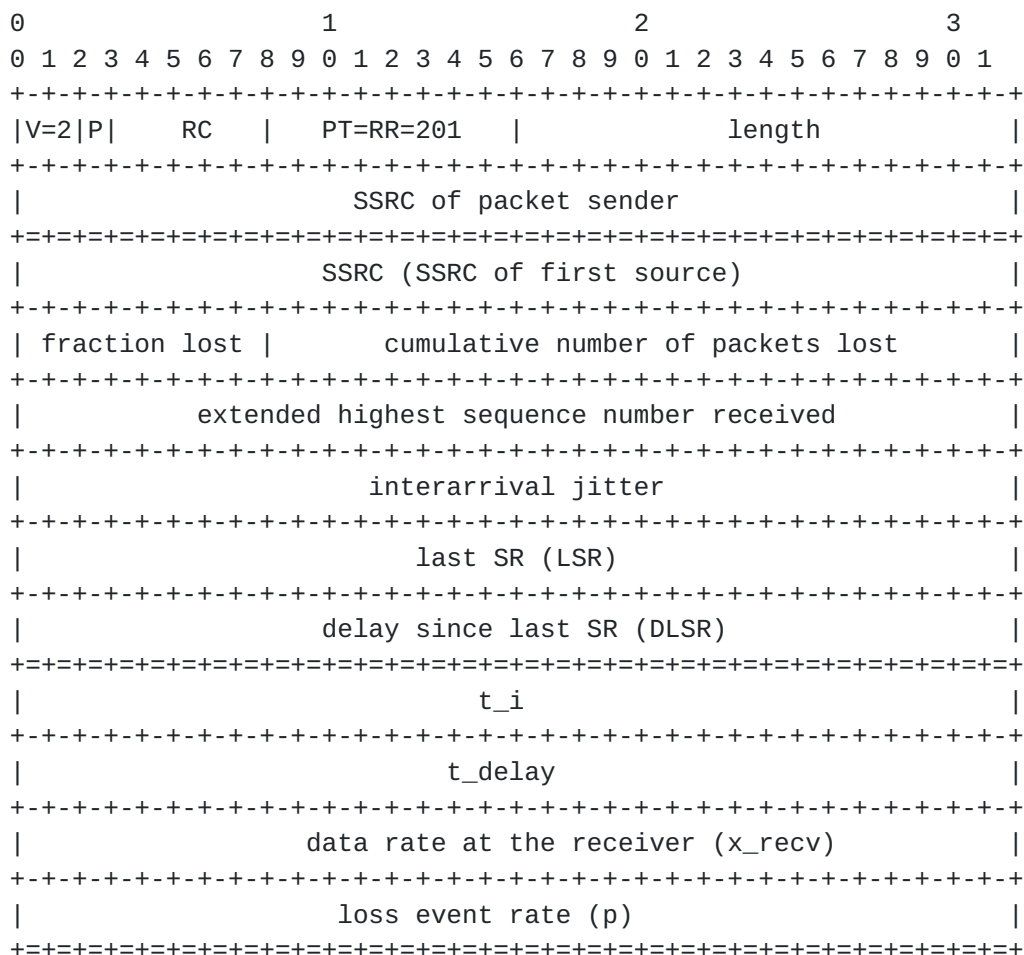 0                   1                   2                   3
0 1 2 3 4 5 6 7 8 9 0 1 2 3 4 5 6 7 8 9 0 1 2 3 4 5 6 7 8 9 0 1
+-+-+-+-+-+-+-+-+-+-+-+-+-+-+-+-+-+-+-+-+-+-+-+-+-+-+-+-+-+-+-+-+
|V=2|P|    RC   |   PT=RR=201   |             length            |
+-+-+-+-+-+-+-+-+-+-+-+-+-+-+-+-+-+-+-+-+-+-+-+-+-+-+-+-+-+-+-+-+
|                     SSRC of packet sender                     |
+=+=+=+=+=+=+=+=+=+=+=+=+=+=+=+=+=+=+=+=+=+=+=+=+=+=+=+=+=+=+=+=+
|                   SSRC (SSRC of first source)                 |
+-+-+-+-+-+-+-+-+-+-+-+-+-+-+-+-+-+-+-+-+-+-+-+-+-+-+-+-+-+-+-+-+
| fraction lost |       cumulative number of packets lost       |
+-+-+-+-+-+-+-+-+-+-+-+-+-+-+-+-+-+-+-+-+-+-+-+-+-+-+-+-+-+-+-+-+
|           extended highest sequence number received           |
+-+-+-+-+-+-+-+-+-+-+-+-+-+-+-+-+-+-+-+-+-+-+-+-+-+-+-+-+-+-+-+-+
|                      interarrival jitter                      |
+-+-+-+-+-+-+-+-+-+-+-+-+-+-+-+-+-+-+-+-+-+-+-+-+-+-+-+-+-+-+-+-+
|                         last SR (LSR)                         |
+-+-+-+-+-+-+-+-+-+-+-+-+-+-+-+-+-+-+-+-+-+-+-+-+-+-+-+-+-+-+-+-+
|                   delay since last SR (DLSR)                  |
+=+=+=+=+=+=+=+=+=+=+=+=+=+=+=+=+=+=+=+=+=+=+=+=+=+=+=+=+=+=+=+=+
|                             t_i                               |
+-+-+-+-+-+-+-+-+-+-+-+-+-+-+-+-+-+-+-+-+-+-+-+-+-+-+-+-+-+-+-+-+
|                           t_delay                             |
+-+-+-+-+-+-+-+-+-+-+-+-+-+-+-+-+-+-+-+-+-+-+-+-+-+-+-+-+-+-+-+-+
|                  data rate at the receiver (x_recv)           |
+-+-+-+-+-+-+-+-+-+-+-+-+-+-+-+-+-+-+-+-+-+-+-+-+-+-+-+-+-+-+-+-+
|                    loss event rate (p)                        |
+=+=+=+=+=+=+=+=+=+=+=+=+=+=+=+=+=+=+=+=+=+=+=+=+=+=+=+=+=+=+=+=+